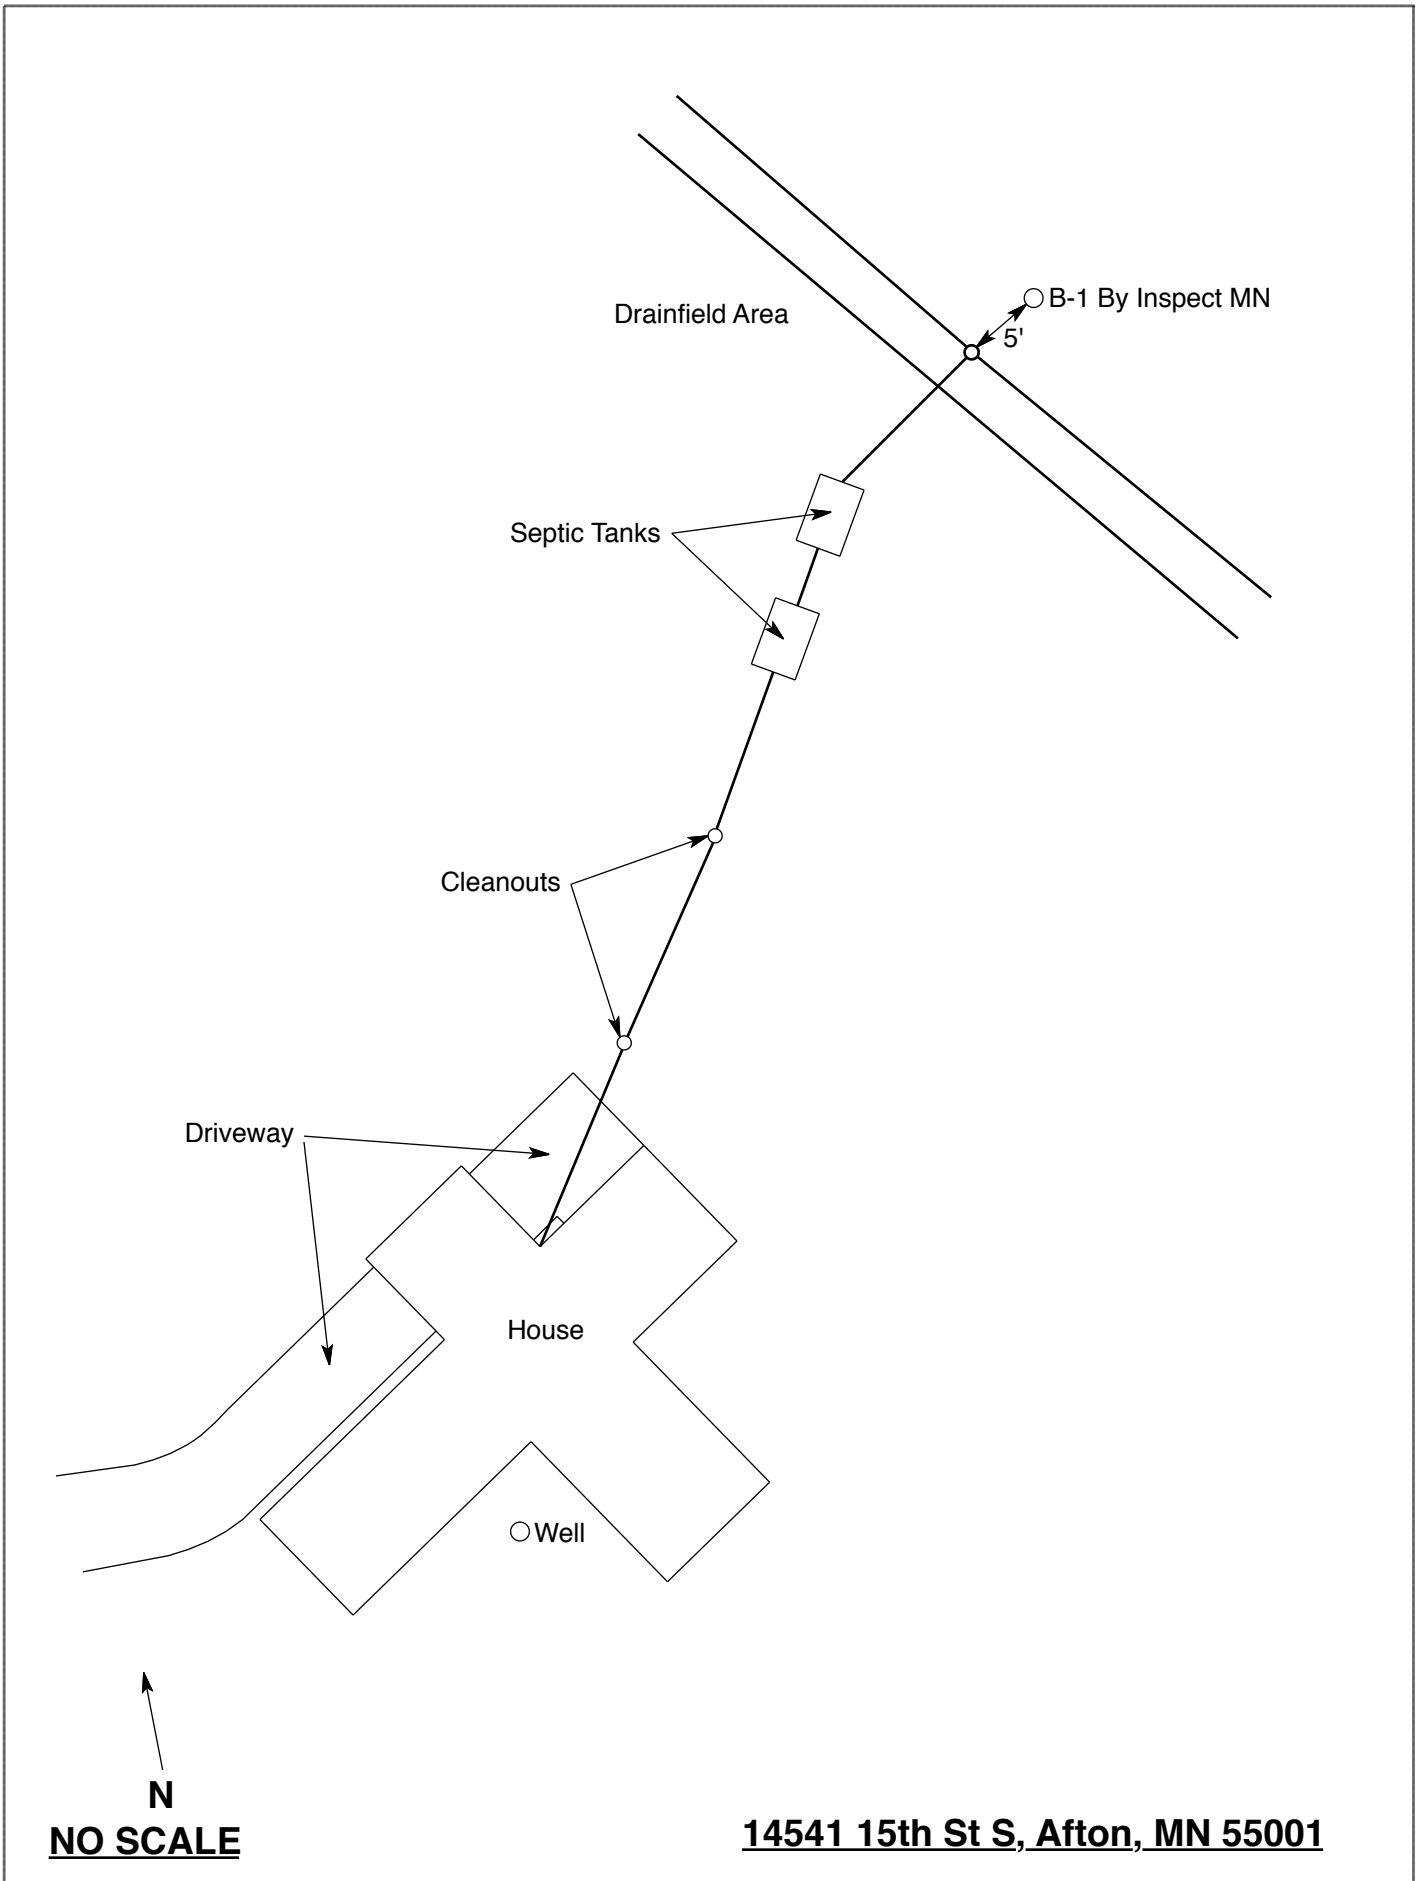 B-1 By Inspect MN
Drainfield Area
5'
Septic Tanks
Cleanouts
Driveway
House
Well
N
NO SCALE
14541 15th St S, Afton, MN 55001